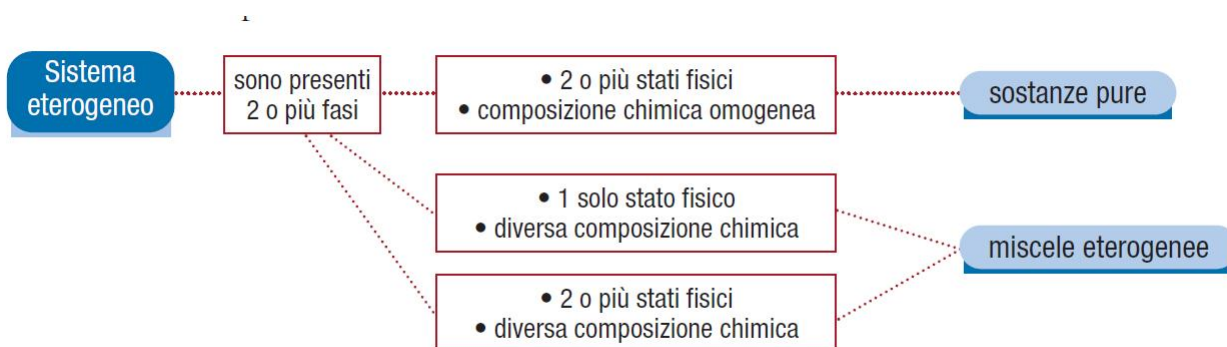 Sistema
eterogeneo
sono presenti
2 o più fasi
• 2 o più stati fisici
• composizione chimica omogenea
sostanze pure
• 1 solo stato fisico
• diversa composizione chimica
miscele eterogenee
• 2 o più stati fisici
• diversa composizione chimica